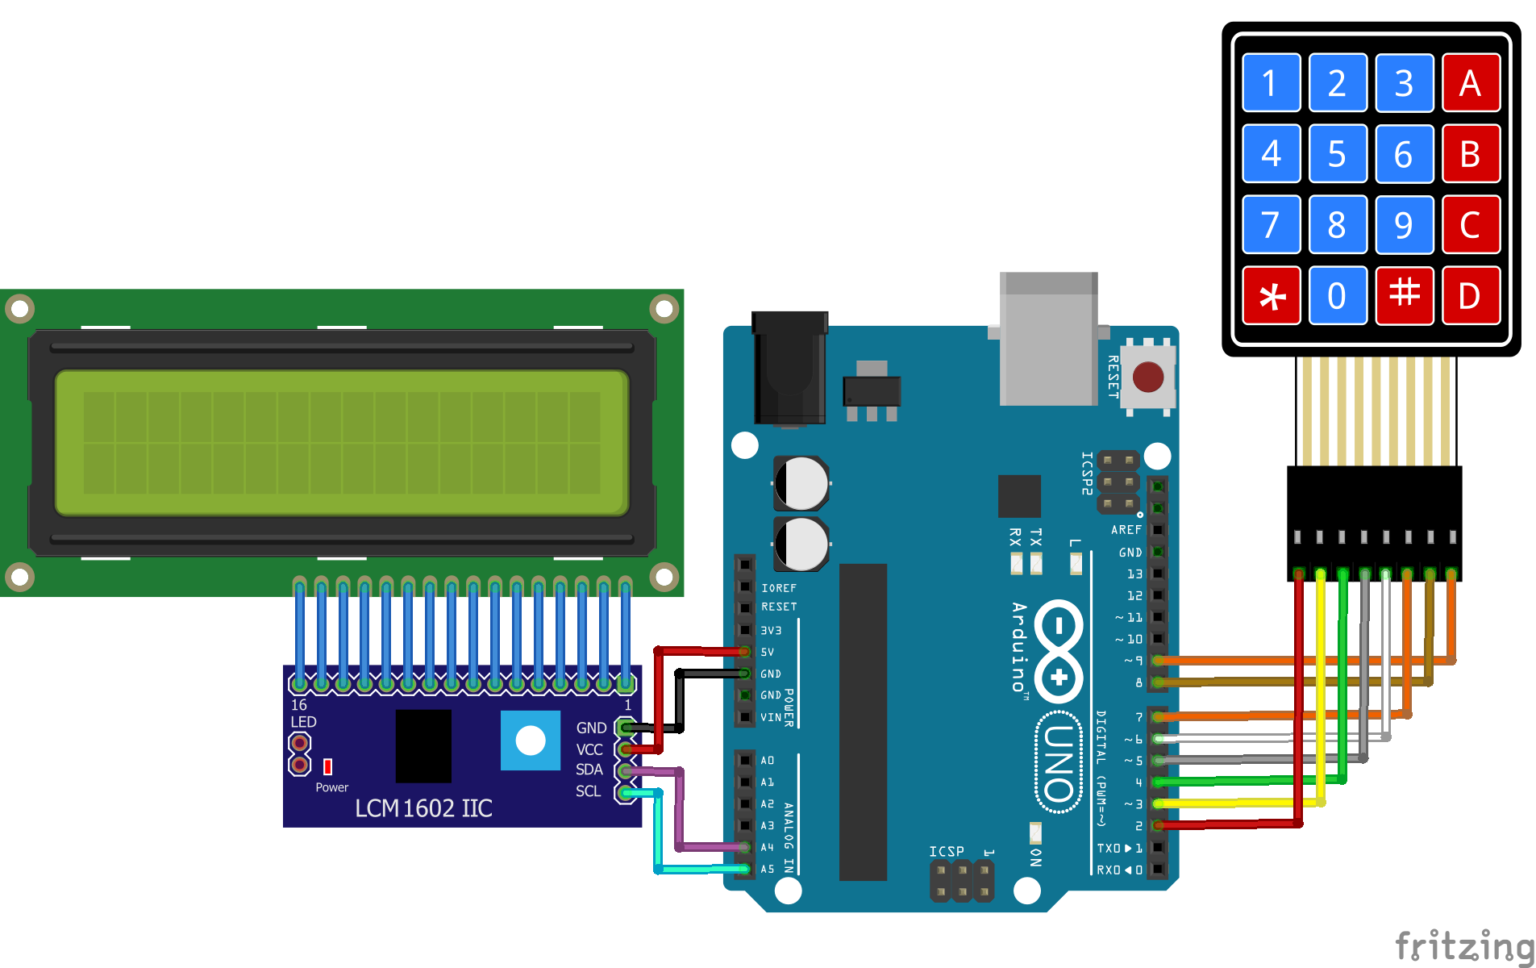 1 2 3 A
4 5 6 B
7 8 9 C
* 0 # D
RESET
ICSP2
AREF
GND
13
12
~ 11
~ 10
~ 9
8
7
~ 6
~ 5
4
~ 3
2
TX0 ▶ 1
RX0 ◀ 0
DIGITAL (PWM=~)
RX TX L
Arduino™
UNO
ON
ICSP 1
IOREF
RESET
3V3
5V
GND
GND
VIN
POWER
A0
A1
A2
A3
A4
A5
ANALOG IN
16 1
LED
Power
GND
VCC
SDA
SCL
LCM1602 IIC
fritzing